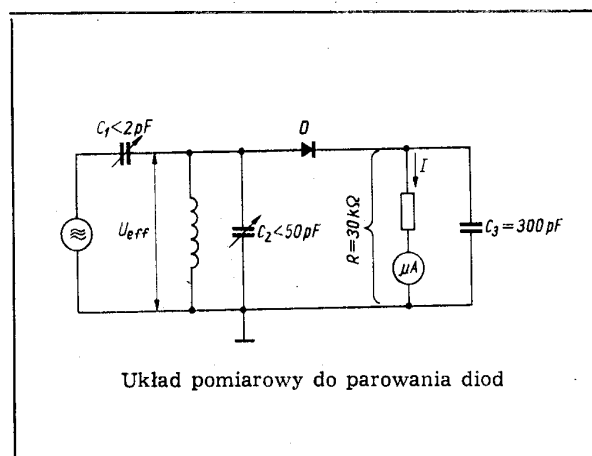 C₁<2pF
D
I
U_eff
C₂<50pF
R=30kΩ
C₃=300pF
μA
Układ pomiarowy do parowania diod